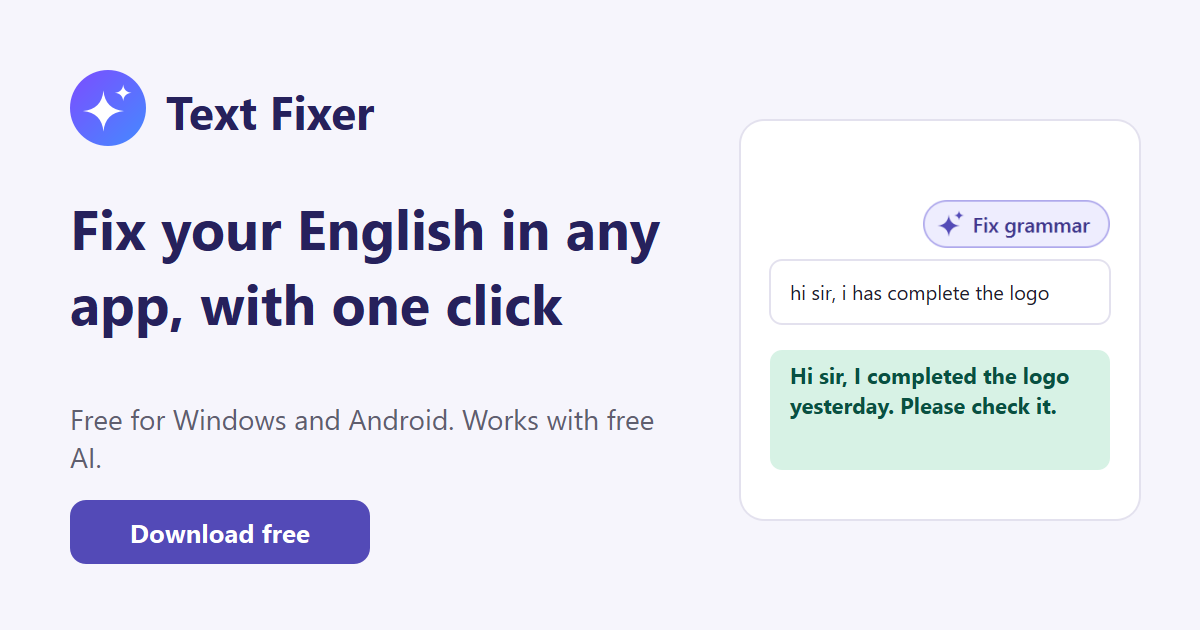 Text Fixer
Fix your English in any
app, with one click
Free for Windows and Android. Works with free
AI.
Download free
Fix grammar
hi sir, i has complete the logo
Hi sir, I completed the logo
yesterday. Please check it.